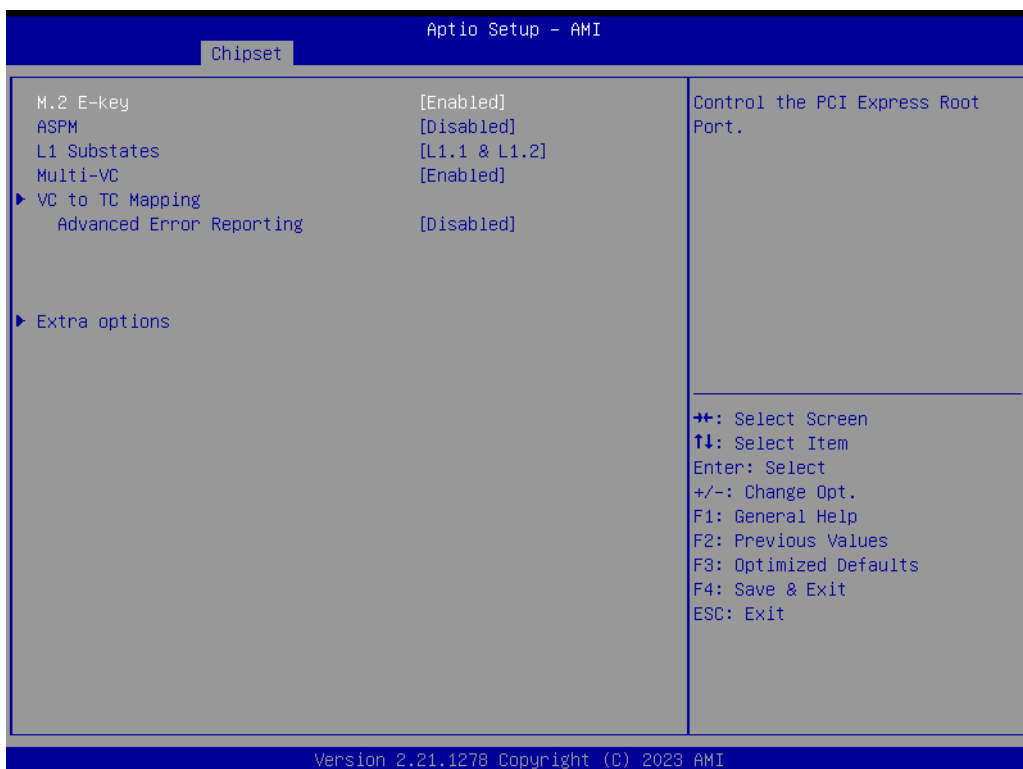 Aptio Setup – AMI
Chipset
M.2 E-key [Enabled]
ASPM [Disabled]
L1 Substates [L1.1 & L1.2]
Multi-VC [Enabled]
▶ VC to TC Mapping
Advanced Error Reporting [Disabled]
▶ Extra options
Control the PCI Express Root
Port.
→←: Select Screen
↑↓: Select Item
Enter: Select
+/-: Change Opt.
F1: General Help
F2: Previous Values
F3: Optimized Defaults
F4: Save & Exit
ESC: Exit
Version 2.21.1278 Copyright (C) 2023 AMI